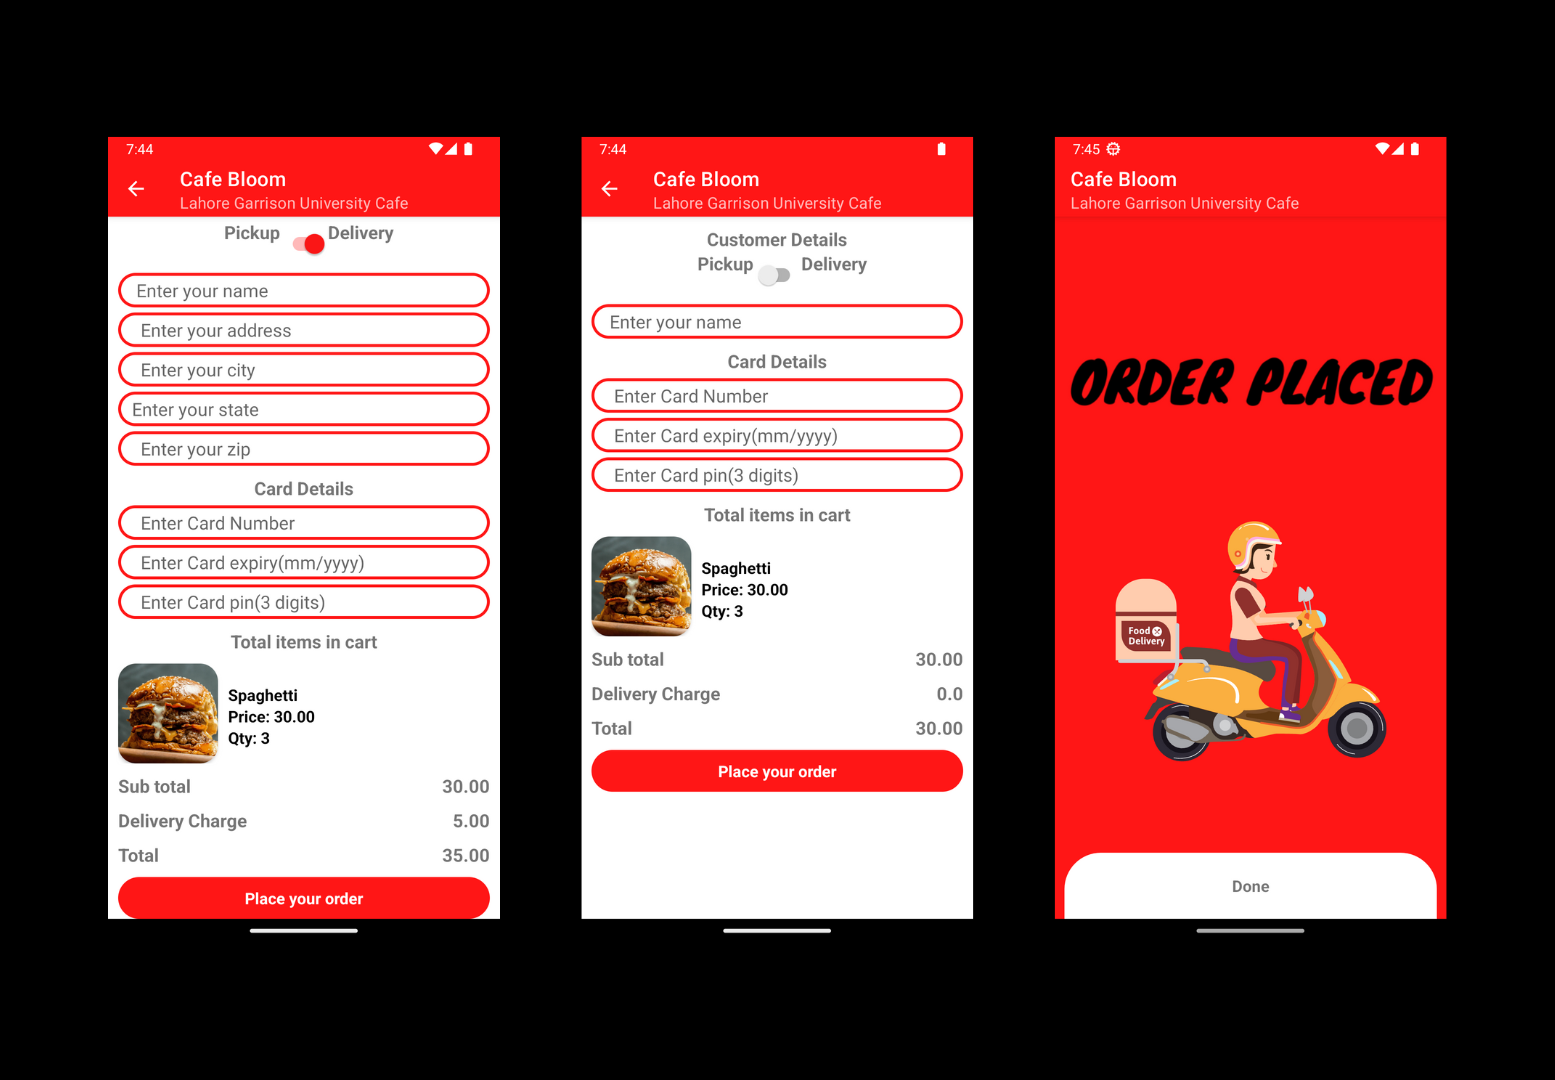 7:44
Cafe Bloom
Lahore Garrison University Cafe
Pickup Delivery
Enter your name
Enter your address
Enter your city
Enter your state
Enter your zip
Card Details
Enter Card Number
Enter Card expiry(mm/yyyy)
Enter Card pin(3 digits)
Total items in cart
Spaghetti
Price: 30.00
Qty: 3
Sub total 30.00
Delivery Charge 5.00
Total 35.00
Place your order
7:44
Cafe Bloom
Lahore Garrison University Cafe
Customer Details
Pickup Delivery
Enter your name
Card Details
Enter Card Number
Enter Card expiry(mm/yyyy)
Enter Card pin(3 digits)
Total items in cart
Spaghetti
Price: 30.00
Qty: 3
Sub total 30.00
Delivery Charge 0.0
Total 30.00
Place your order
7:45
Cafe Bloom
Lahore Garrison University Cafe
ORDER PLACED
Food
Delivery
Done